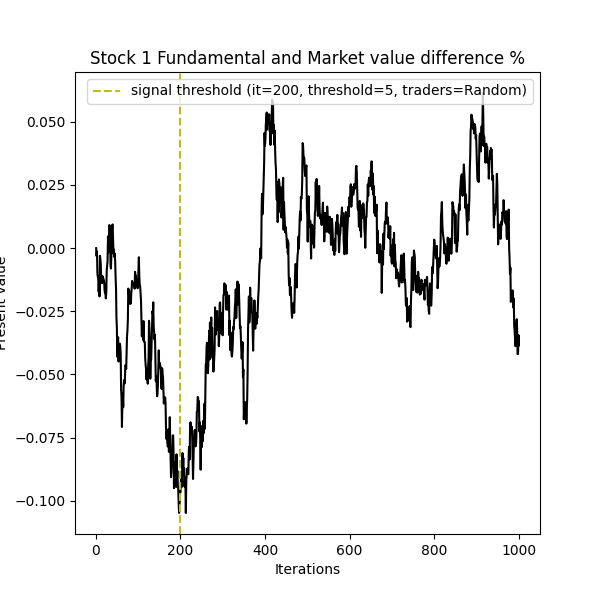 Stock 1 Fundamental and Market value difference %
signal threshold (it=200, threshold=5, traders=Random)
0.050
0.025
0.000
−0.025
−0.050
−0.075
−0.100
Present value
0 200 400 600 800 1000
Iterations